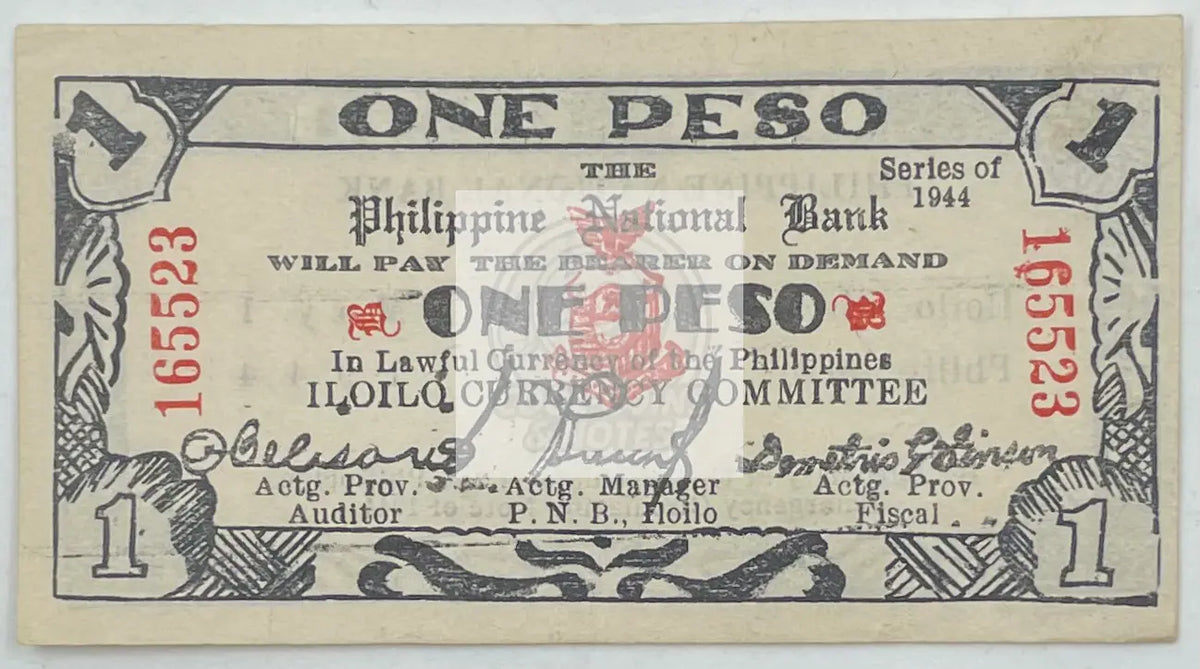 1 ONE PESO 1
THE
Series of
1944
Philippine National Bank
WILL PAY THE BEARER ON DEMAND
165523
165523
B ONE PESO B
In Lawful Currency of the Philippines
ILOILO CURRENCY COMMITTEE
Actg. Prov. Actg. Manager Actg. Prov.
Auditor P. N. B., Iloilo Fiscal
1 1